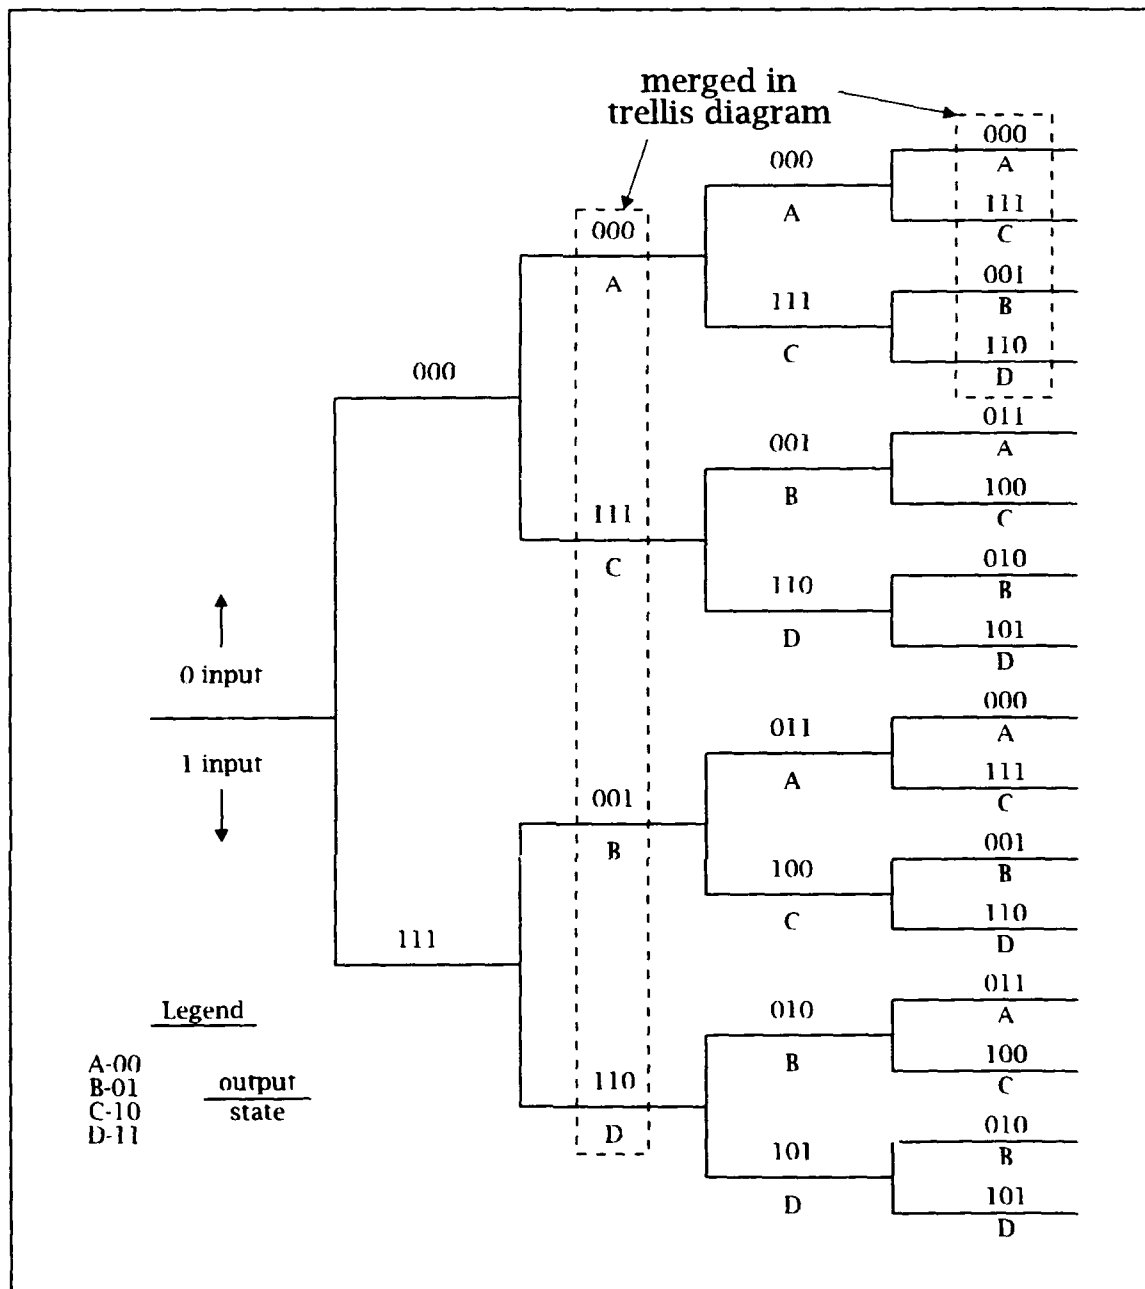 merged in
trellis diagram
000
A
111
C
001
B
110
D
011
A
100
C
010
B
101
D
000
A
111
C
001
B
110
D
011
A
100
C
010
B
101
D
000
A
111
C
001
B
110
D
011
A
100
C
010
B
101
D
000
A
111
C
001
B
110
D
000
111
0 input
1 input
Legend
A-00
B-01
C-10
D-11
output
state